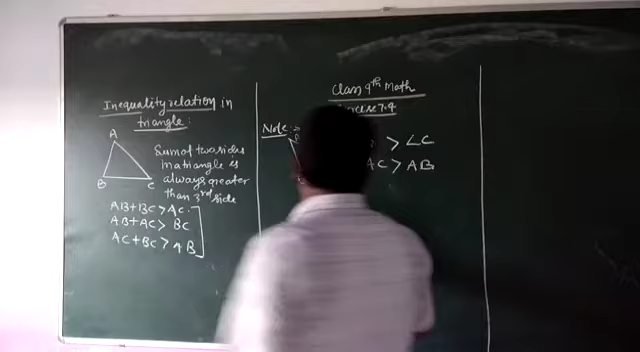 Inequality relation in
triangle:
A
B C
Sum of two sides
in a triangle is
always greater
than 3rd side
AB+BC > AC
AB+AC > BC
AC+BC > AB
Class 9th Math
7.4
Note:
> ∠C
AC > AB